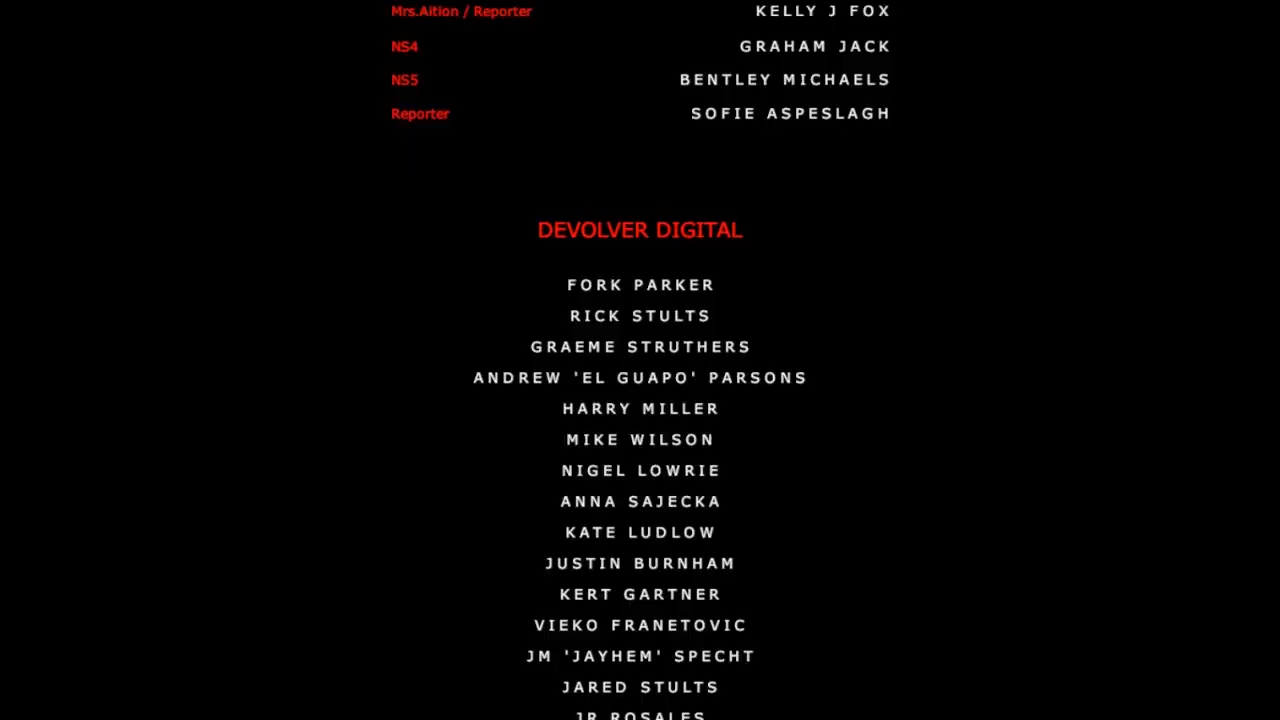 Mrs.Aition / Reporter KELLY J FOX
NS4 GRAHAM JACK
NS5 BENTLEY MICHAELS
Reporter SOFIE ASPESLAGH
DEVOLVER DIGITAL
FORK PARKER
RICK STULTS
GRAEME STRUTHERS
ANDREW 'EL GUAPO' PARSONS
HARRY MILLER
MIKE WILSON
NIGEL LOWRIE
ANNA SAJECKA
KATE LUDLOW
JUSTIN BURNHAM
KERT GARTNER
VIEKO FRANETOVIC
JM 'JAYHEM' SPECHT
JARED STULTS
JR ROSALES